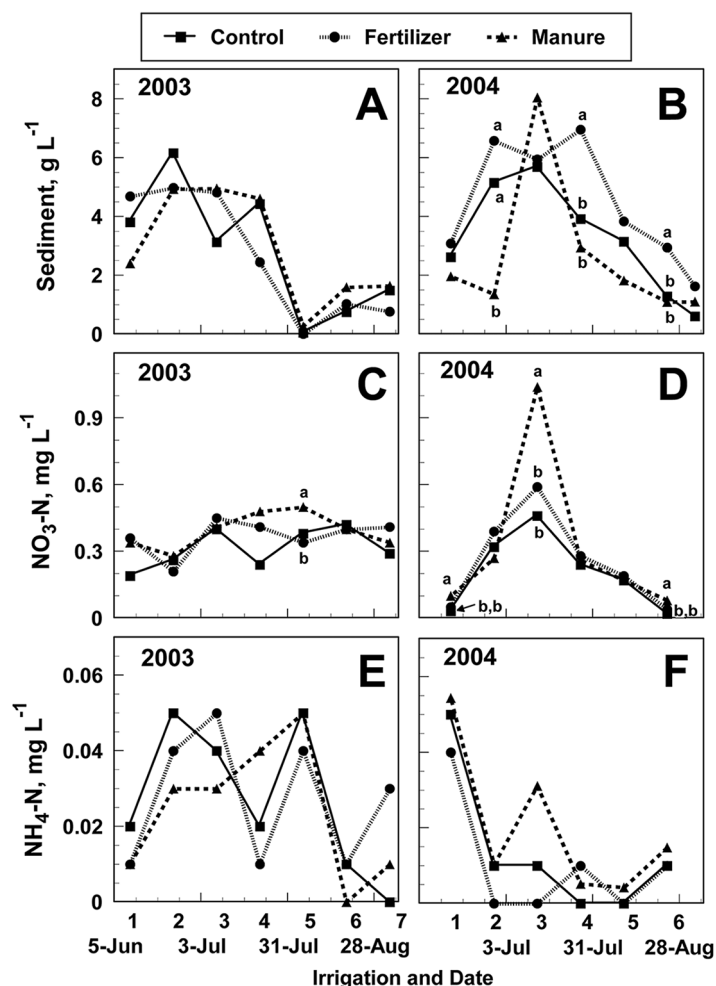 Control Fertilizer Manure
2003 A
2004 B
8
6
4
2
0
Sediment, g L-1
a
a
a
b
b
b
a
b
b
2003 C
2004 D
0.9
0.6
0.3
0
NO3-N, mg L-1
a
b
a
b
b
a
b,b
a
b,b
2003 E
2004 F
0.06
0.04
0.02
0
NH4-N, mg L-1
1 2 3 4 5 6 7
5-Jun 3-Jul 31-Jul 28-Aug
1 2 3 4 5 6
3-Jul 31-Jul 28-Aug
Irrigation and Date